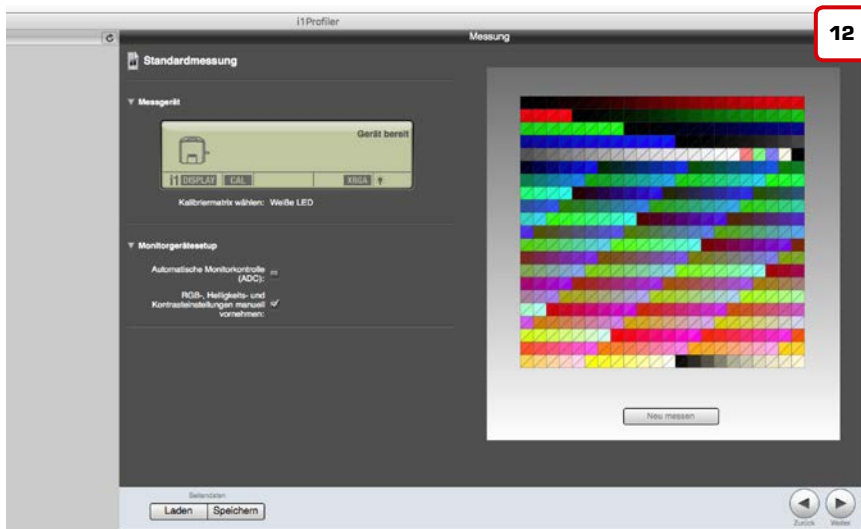 i1Profiler
Messung
12
Standardmessung
Messgerät
Gerät bereit
i1 DISPLAY CAL XRGA
Kalibriermatrix wählen: Weiße LED
Monitorgerätesetup
Automatische Monitorkontrolle
(ADC):
RGB-, Helligkeits- und
Kontrasteinstellungen manuell
vornehmen:
Neu messen
Seitendaten
Laden Speichern
Zurück Weiter